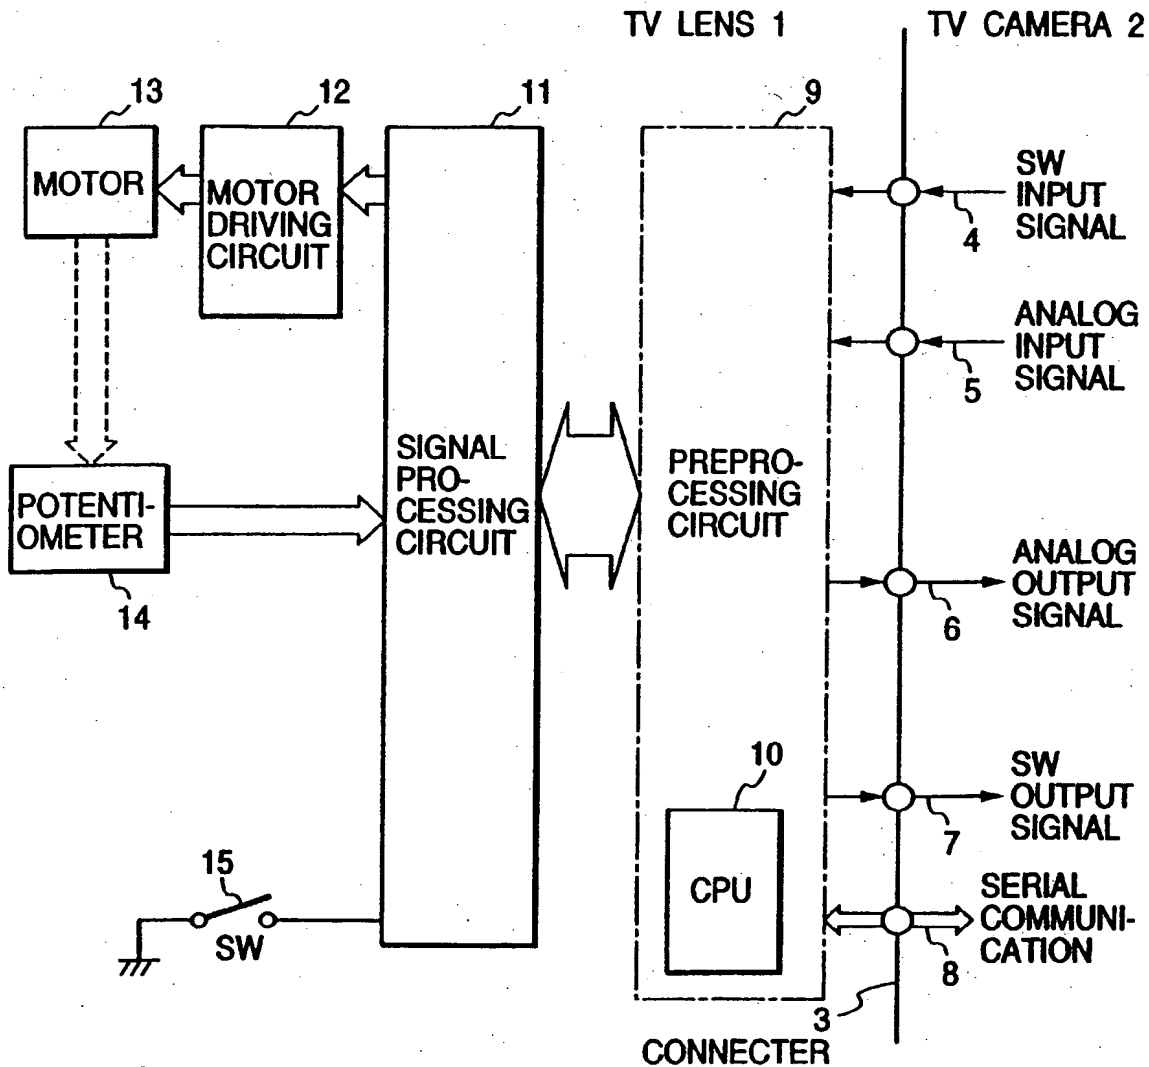 TV LENS 1
TV CAMERA 2
13
12
11
9
MOTOR
MOTOR
DRIVING
CIRCUIT
SW
INPUT
SIGNAL
4
ANALOG
INPUT
SIGNAL
5
SIGNAL
PRO-
CESSING
CIRCUIT
PREPRO-
CESSING
CIRCUIT
POTENTI-
OMETER
14
ANALOG
OUTPUT
SIGNAL
6
10
CPU
SW
OUTPUT
SIGNAL
7
15
SW
SERIAL
COMMUNI-
CATION
8
3
CONNECTER